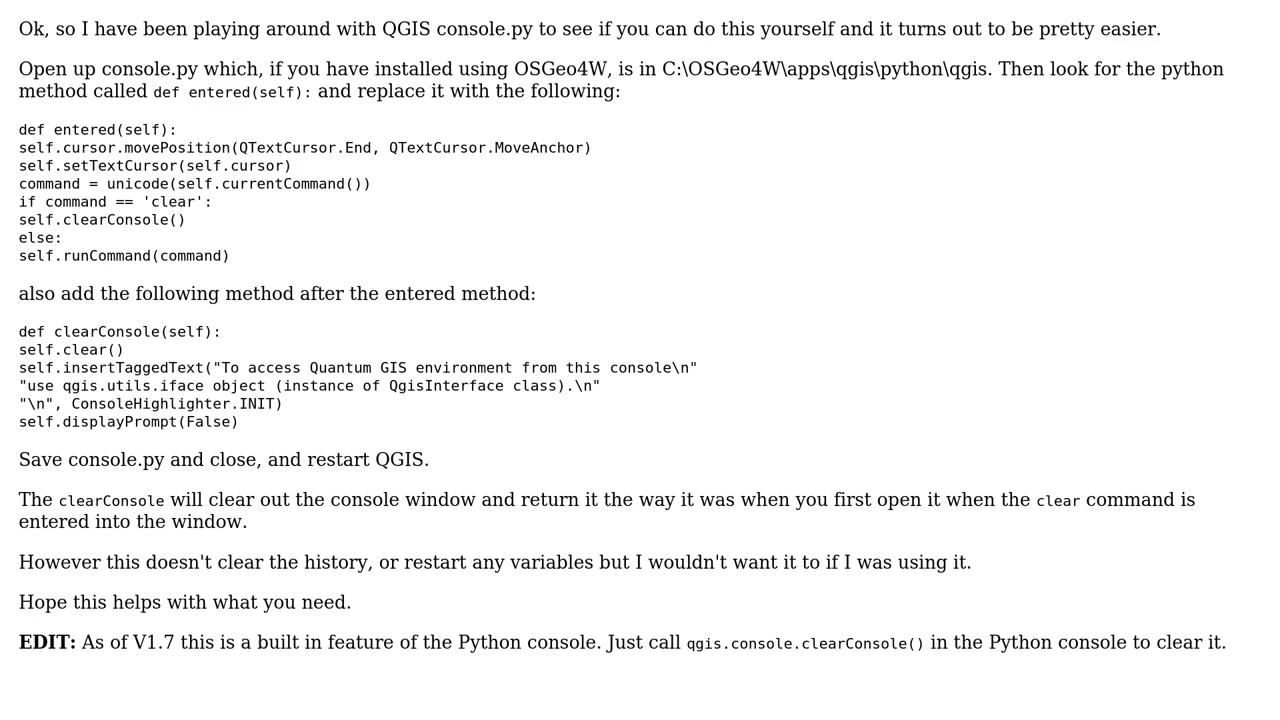 Ok, so I have been playing around with QGIS console.py to see if you can do this yourself and it turns out to be pretty easier.
Open up console.py which, if you have installed using OSGeo4W, is in C:\OSGeo4W\apps\qgis\python\qgis. Then look for the python
method called def entered(self): and replace it with the following:
def entered(self):
self.cursor.movePosition(QTextCursor.End, QTextCursor.MoveAnchor)
self.setTextCursor(self.cursor)
command = unicode(self.currentCommand())
if command == 'clear':
self.clearConsole()
else:
self.runCommand(command)
also add the following method after the entered method:
def clearConsole(self):
self.clear()
self.insertTaggedText("To access Quantum GIS environment from this console\n"
"use qgis.utils.iface object (instance of QgisInterface class).\n"
"\n", ConsoleHighlighter.INIT)
self.displayPrompt(False)
Save console.py and close, and restart QGIS.
The clearConsole will clear out the console window and return it the way it was when you first open it when the clear command is
entered into the window.
However this doesn't clear the history, or restart any variables but I wouldn't want it to if I was using it.
Hope this helps with what you need.
EDIT: As of V1.7 this is a built in feature of the Python console. Just call qgis.console.clearConsole() in the Python console to clear it.